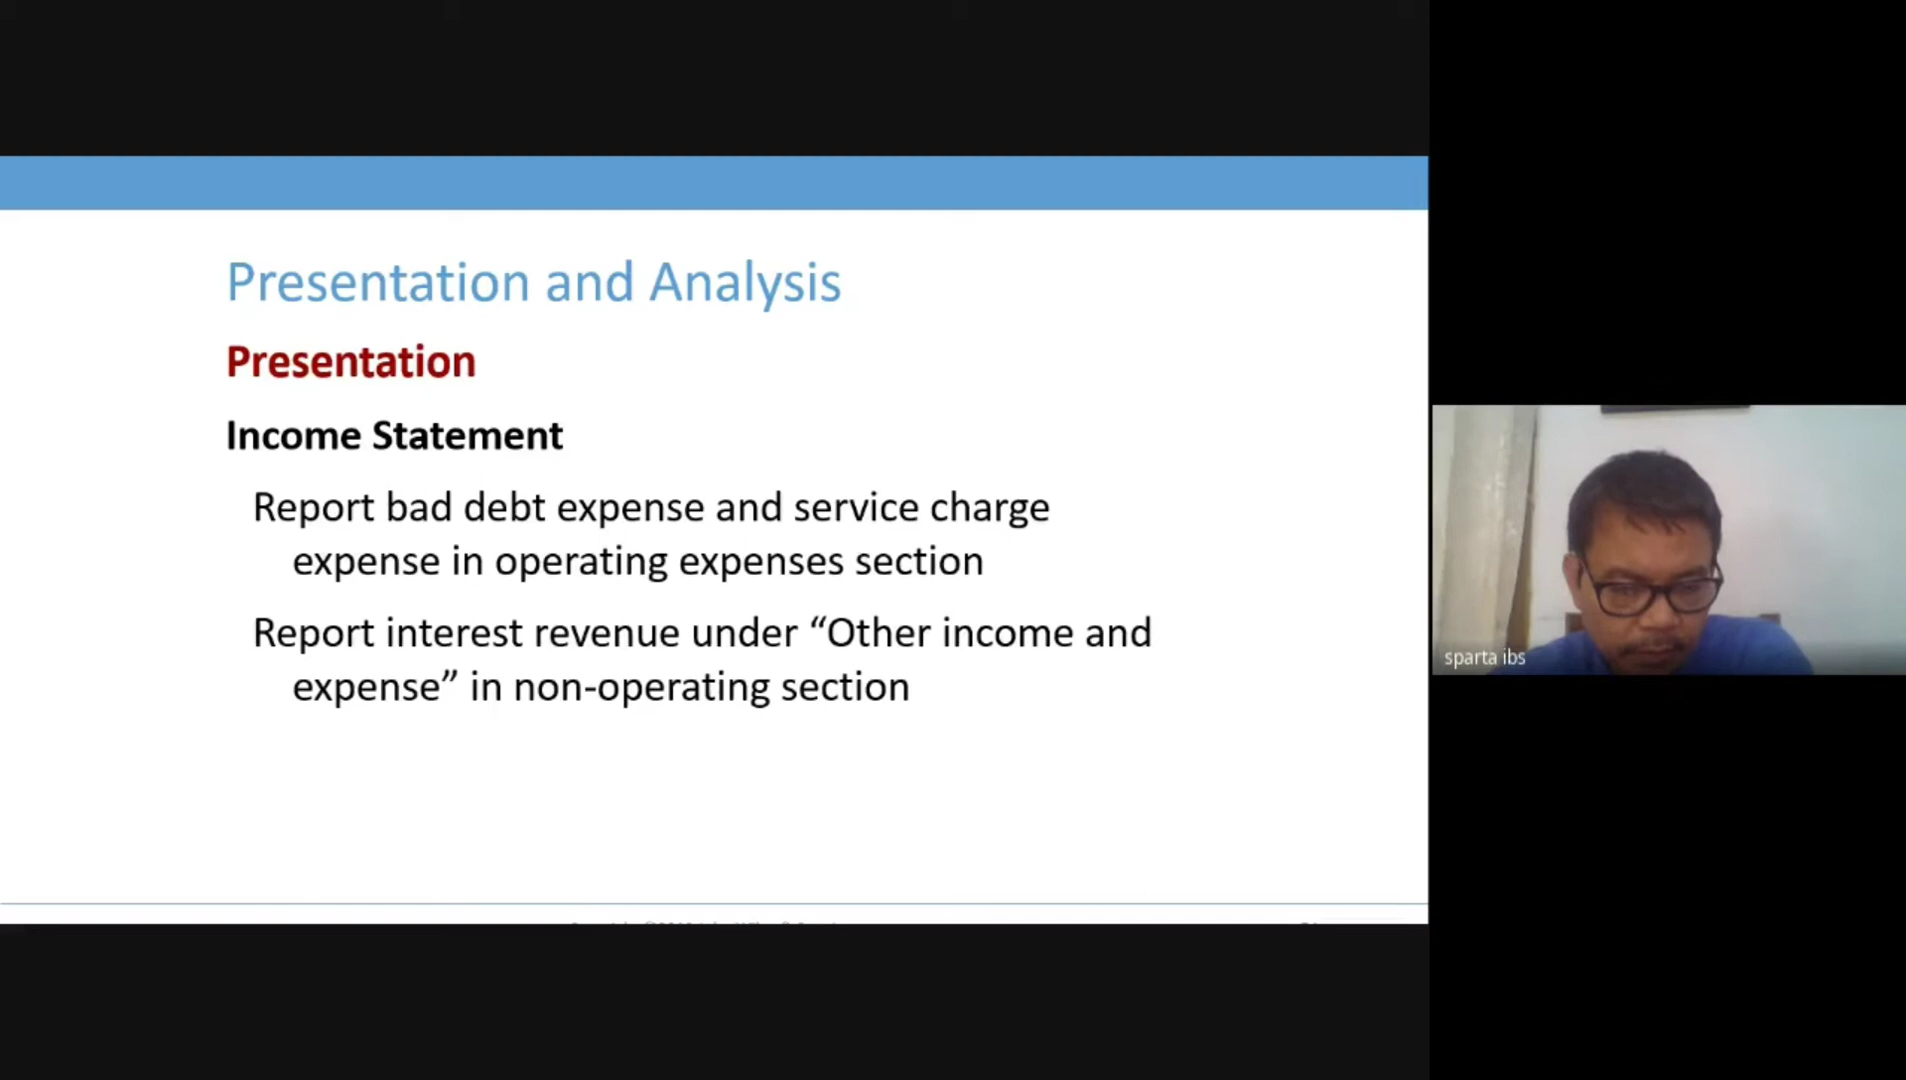 Presentation and Analysis
Presentation
Income Statement
Report bad debt expense and service charge
expense in operating expenses section
Report interest revenue under “Other income and
expense” in non-operating section
sparta ibs